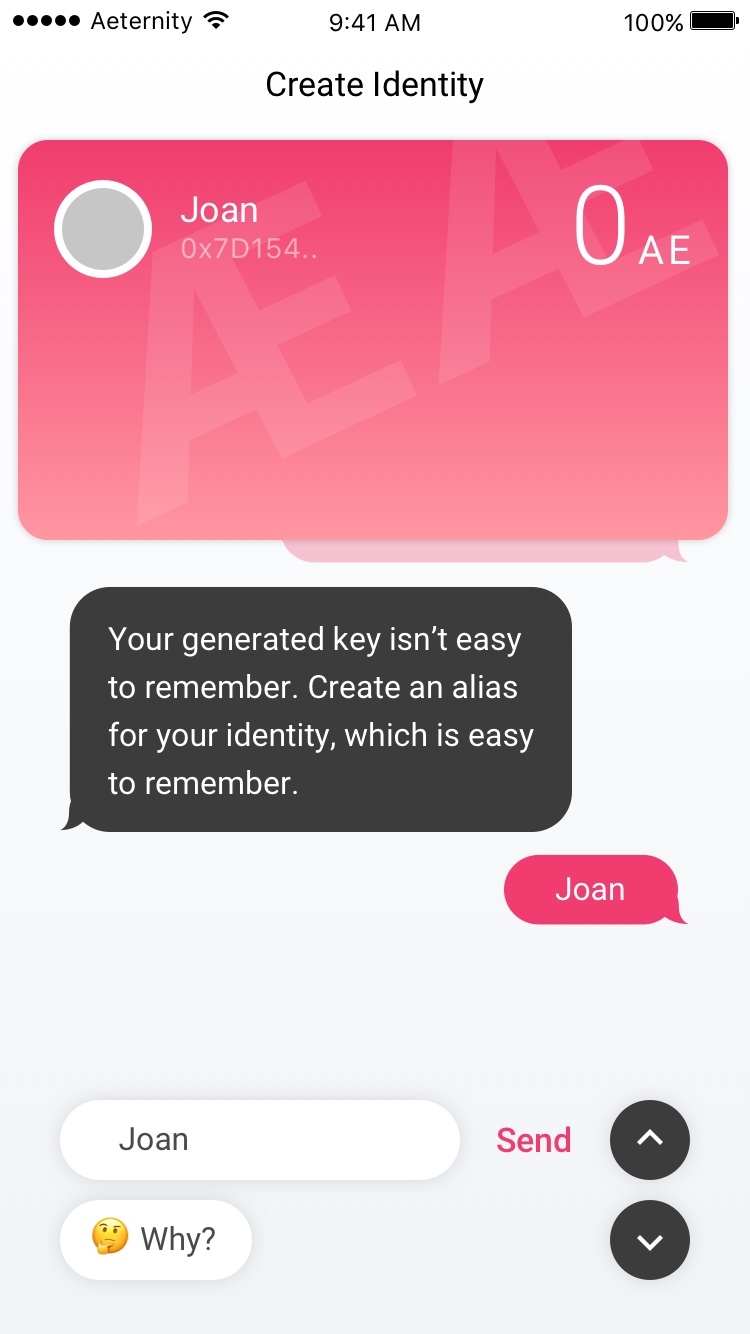 Aeternity 9:41 AM 100%
Create Identity
Joan
0x7D154..
0 AE
Æ Æ
Your generated key isn’t easy
to remember. Create an alias
for your identity, which is easy
to remember.
Joan
Joan Send
🤔 Why?